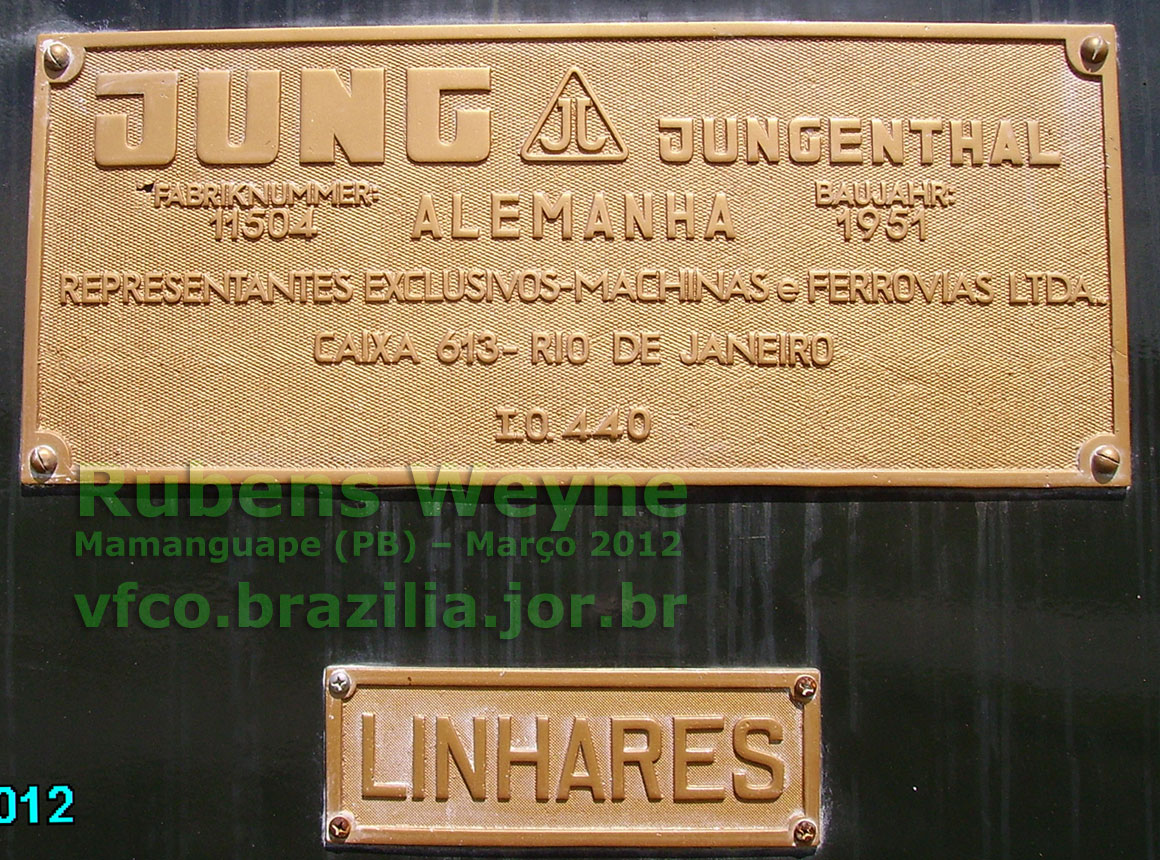 JUNG JJ JUNGENTHAL
FABRIKNUMMER: ALEMANHA BAUJAHR:
11504 1951
REPRESENTANTES EXCLUSIVOS-MACHINAS e FERROVIAS LTDA.
CAIXA 613-RIO DE JANEIRO
I.O. 440
Rubens Weyne
Mamanguape (PB) – Março 2012
vfco.brazilia.jor.br
LINHARES
012